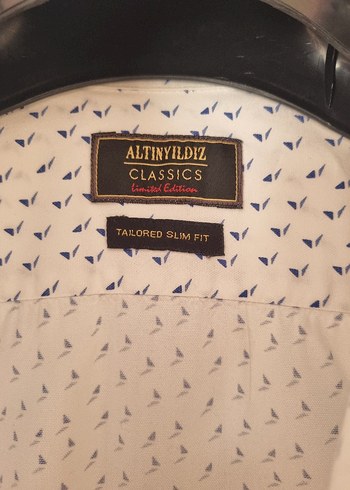 ALTINYILDIZ
CLASSICS
Limited Edition
TAILORED SLIM FIT